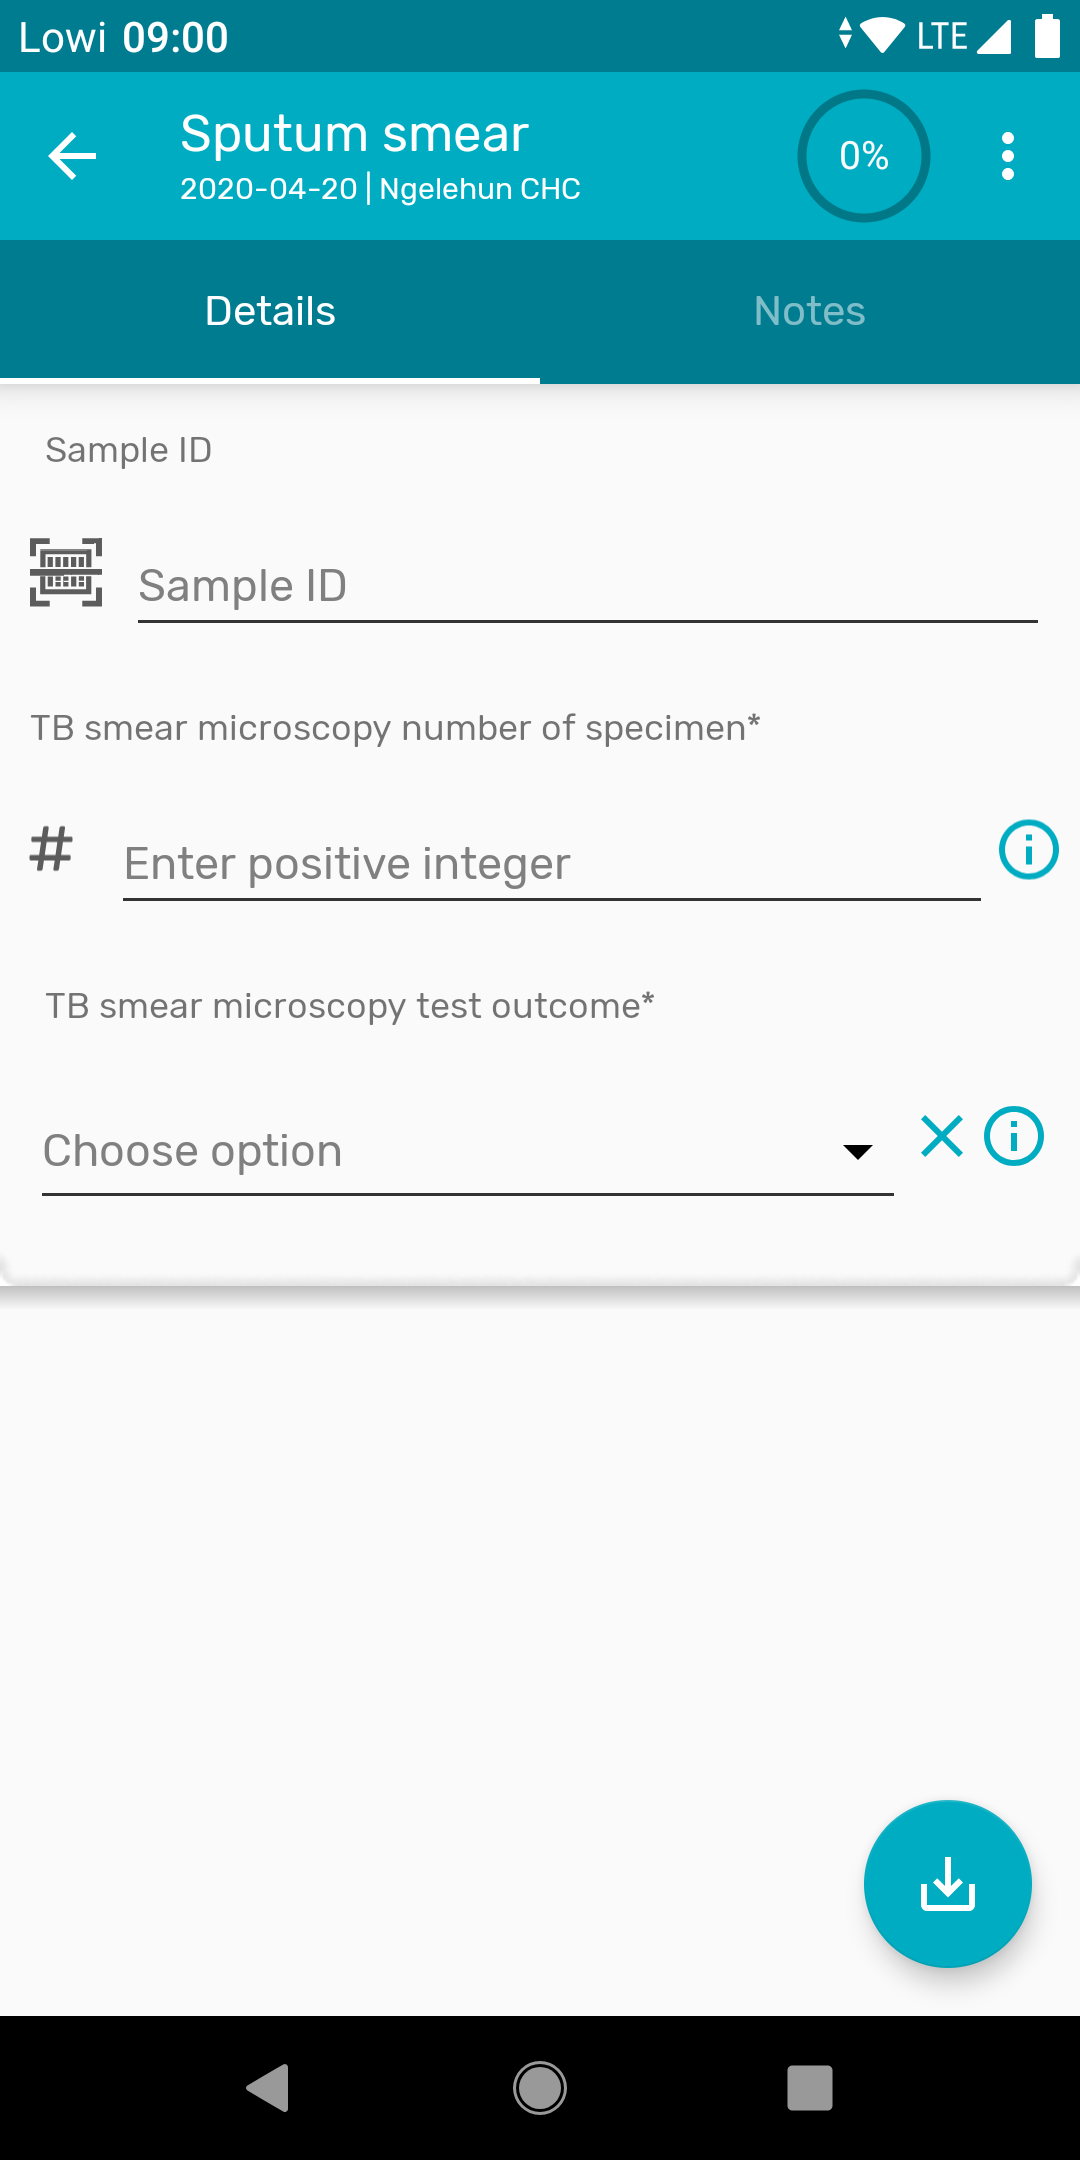 Lowi 09:00 LTE
Sputum smear
2020-04-20 | Ngelehun CHC
0%
Details
Notes
Sample ID
Sample ID
TB smear microscopy number of specimen*
# Enter positive integer
TB smear microscopy test outcome*
Choose option